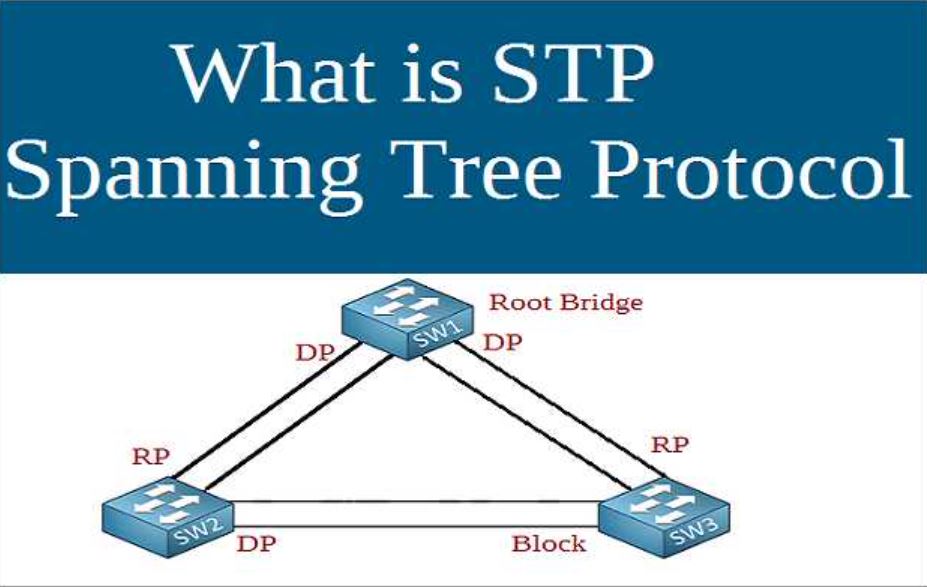 What is STP
Spanning Tree Protocol
Root Bridge
SW1
DP
DP
RP
RP
SW2
SW3
DP
Block